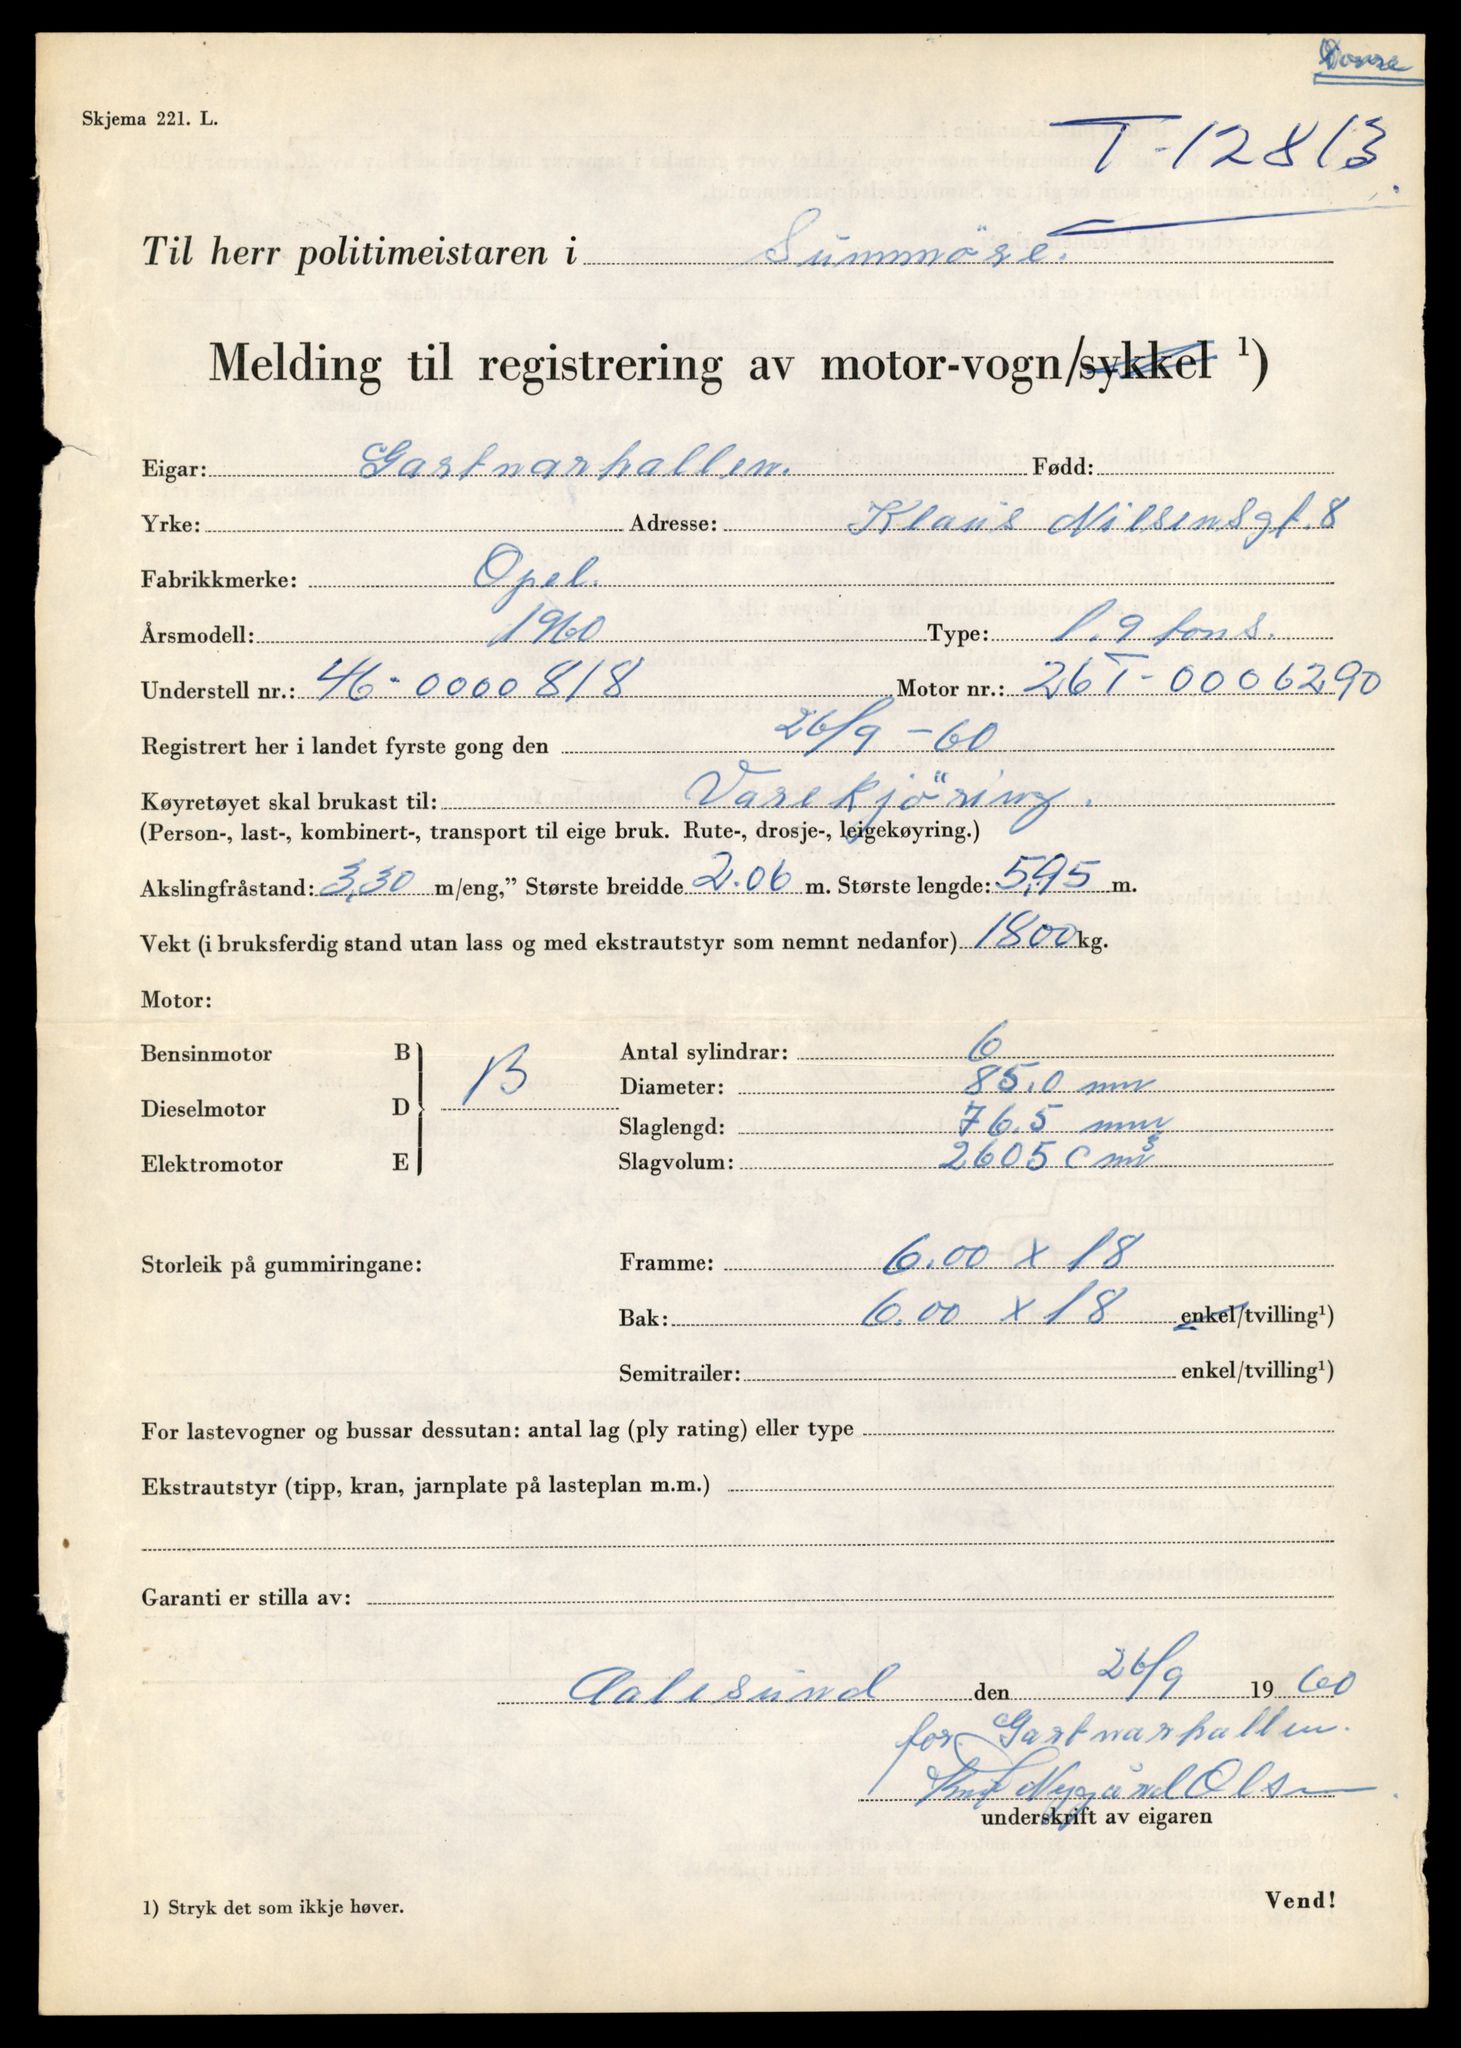 Dovre
Skjema 221. L.
T-12813
Til herr politimeistaren i Sunnmöre.
Melding til registrering av motor-vogn/sykkel ¹)
Eigar: Gartnarhallen. Fødd:
Yrke: Adresse: Klaus Nilsensgt. 8
Fabrikkmerke: Opel.
Årsmodell: 1960 Type: 1.9 tons.
Understell nr.: 46-0000818 Motor nr.: 26T-0006290
Registrert her i landet fyrste gong den 26/9-60
Køyretøyet skal brukast til: Varekjöring.
(Person-, last-, kombinert-, transport til eige bruk. Rute-, drosje-, leigekøyring.)
Akslingfråstand: 3,30 m/eng,” Største breidde 2.06 m. Største lengde: 5,95 m.
Vekt (i bruksferdig stand utan lass og med ekstrautstyr som nemnt nedanfor) 1800 kg.
Motor:
Bensinmotor B
Dieselmotor D
Elektromotor E
B
Antal sylindrar: 6
Diameter: 85.0 mm
Slaglengd: 76.5 mm
Slagvolum: 2605 cm³
Storleik på gummiringane: Framme: 6.00 x 18
Bak: 6.00 x 18 enkel/tvilling¹)
Semitrailer: enkel/tvilling¹)
For lastevogner og bussar dessutan: antal lag (ply rating) eller type
Ekstrautstyr (tipp, kran, jarnplate på lasteplan m.m.)
Garanti er stilla av:
Aalesund den 26/9 1960
for Gartnarhallen.
Olsen
underskrift av eigaren
1) Stryk det som ikkje høver.
Vend!